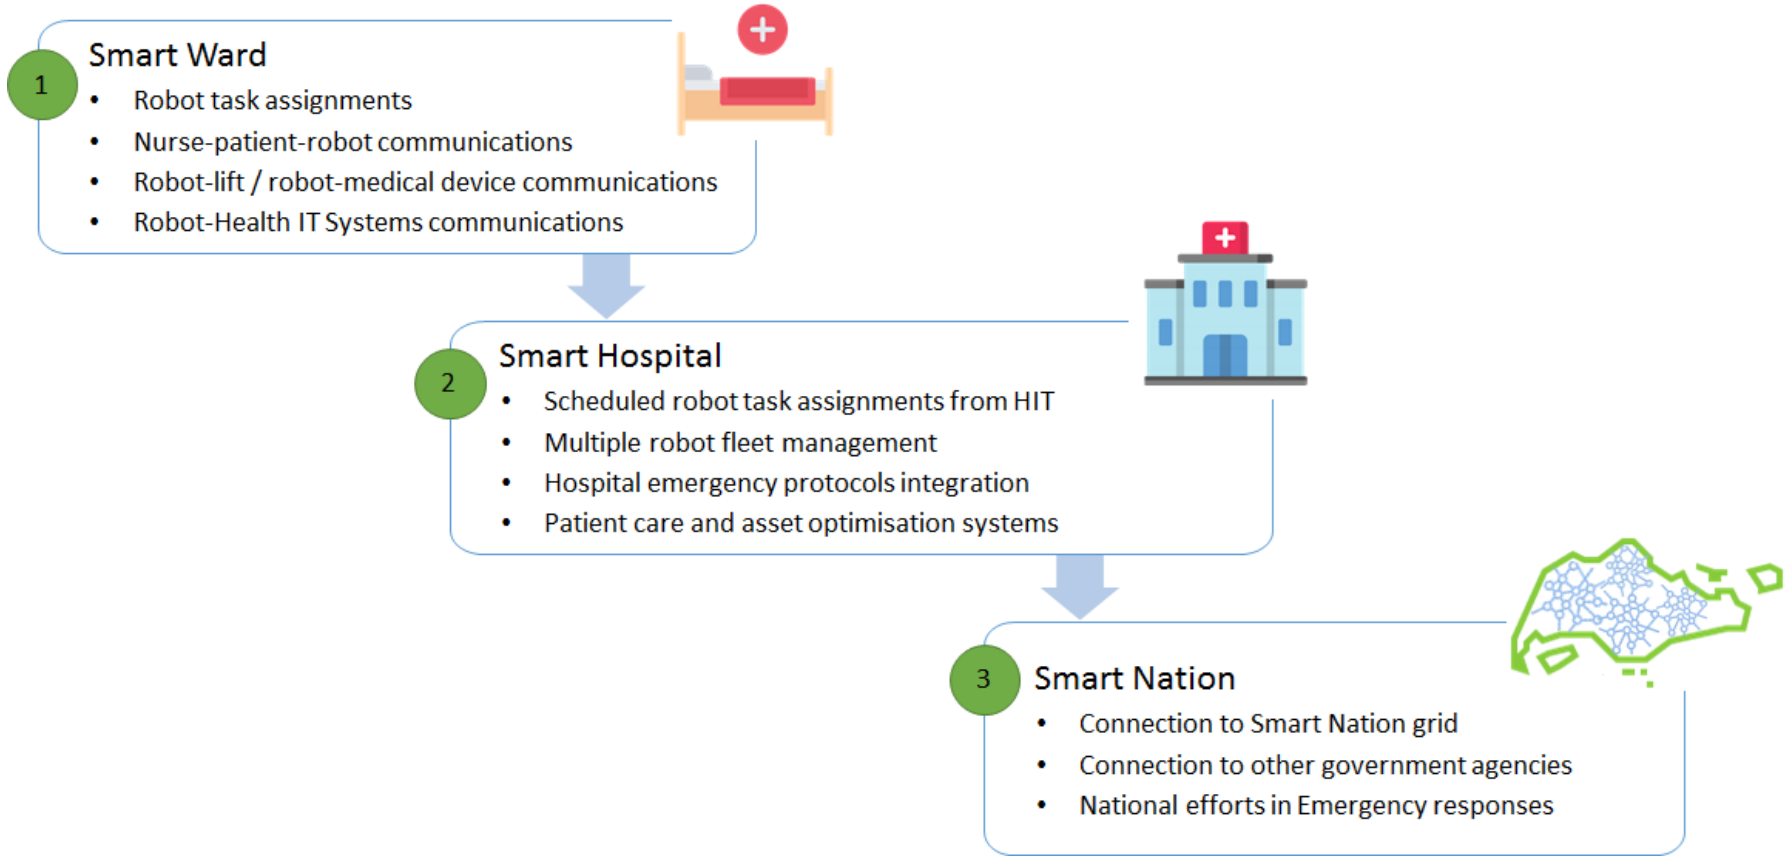 Smart Ward
1
• Robot task assignments
• Nurse-patient-robot communications
• Robot-lift / robot-medical device communications
• Robot-Health IT Systems communications
Smart Hospital
2
• Scheduled robot task assignments from HIT
• Multiple robot fleet management
• Hospital emergency protocols integration
• Patient care and asset optimisation systems
3
Smart Nation
• Connection to Smart Nation grid
• Connection to other government agencies
• National efforts in Emergency responses